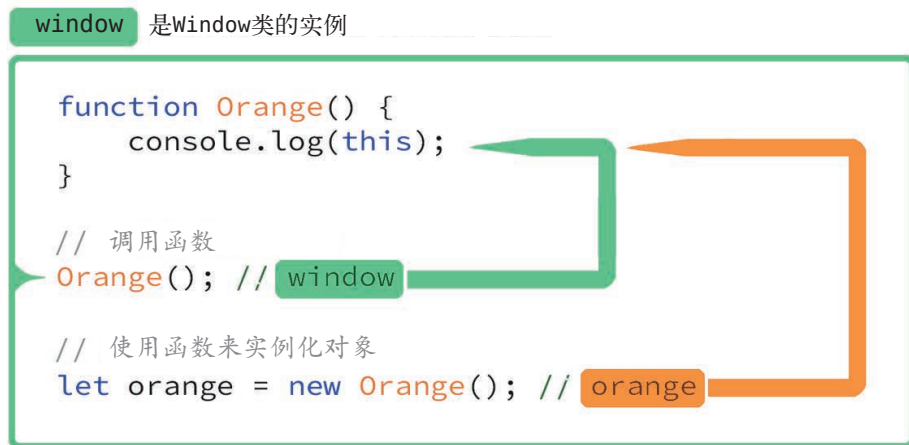 window 是Window类的实例
function Orange() {
    console.log(this);
}
// 调用函数
Orange(); // window
// 使用函数来实例化对象
let orange = new Orange(); // orange